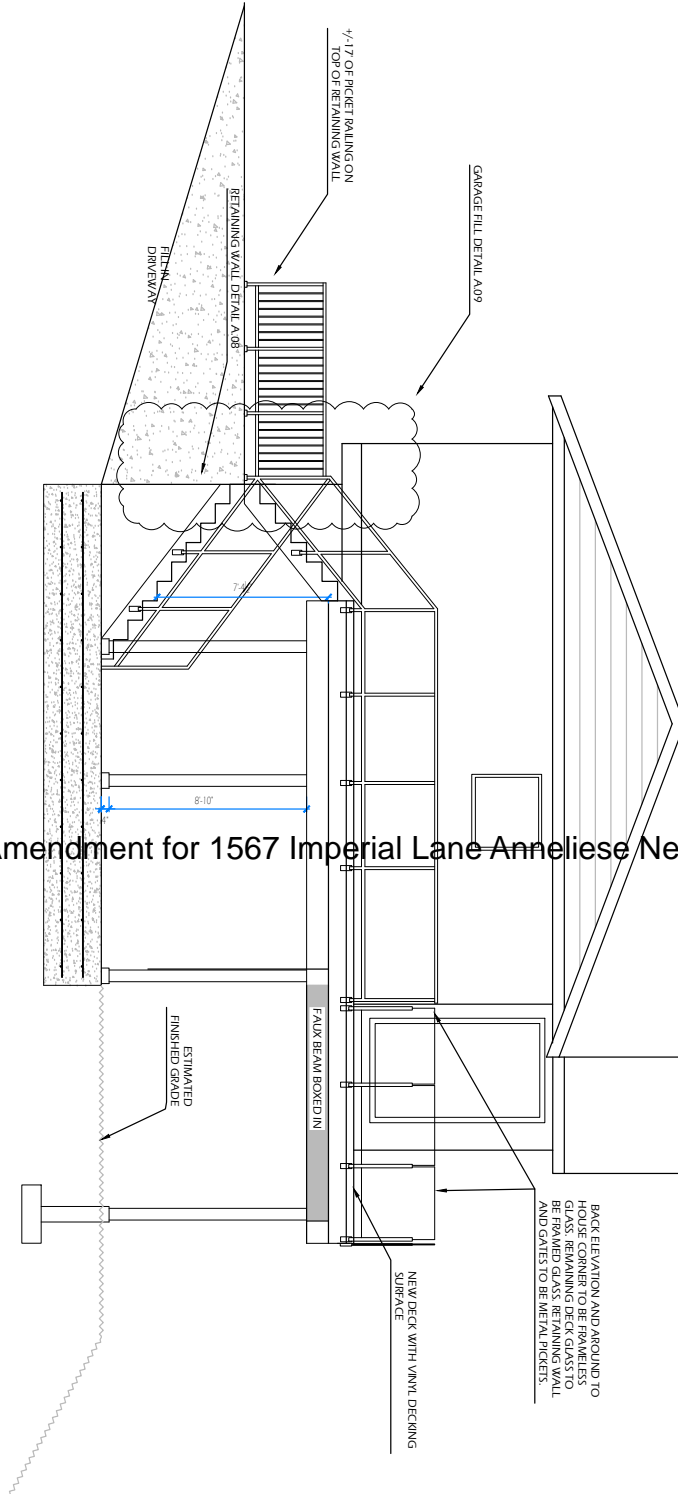 +/-17' OF PICKET RAILING ON
TOP OF RETAINING WALL
GARAGE FILL DETAIL A.09
RETAINING WALL DETAIL A.08
FILL IN
DRIVEWAY
8'-10"
4"
Amendment for 1567 Imperial Lane Anneliese Ne
FAUX BEAM BOXED IN
ESTIMATED
FINISHED GRADE
BACK ELEVATION AND AROUND TO
HOUSE CORNER TO BE FRAMELESS
GLASS. REMAINING DECK GLASS TO
BE FRAMED GLASS. RETAINING WALL
AND GATES TO BE METAL PICKETS.
NEW DECK WITH VINYL DECKING
SURFACE